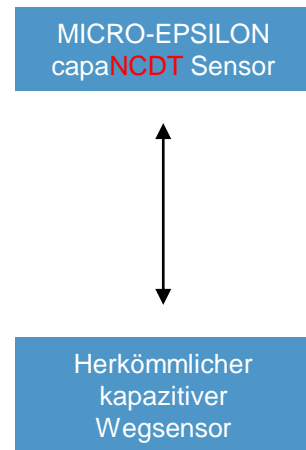 MICRO-EPSILON
capaNCDT Sensor
Herkömmlicher
kapazitiver
Wegsensor